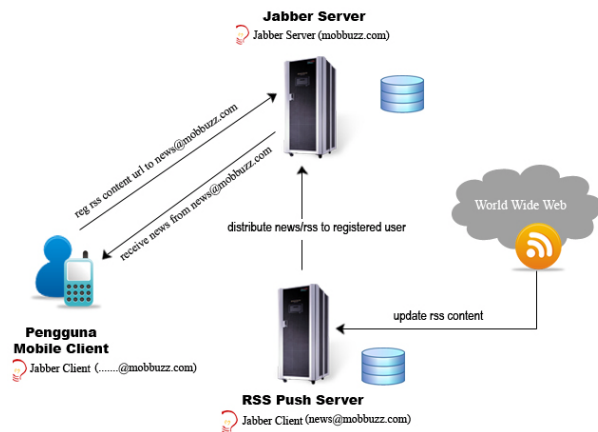 Jabber Server
Jabber Server (mobbuzz.com)
reg rss content url to news@mobbuzz.com
receive news from news@mobbuzz.com
distribute news/rss to registered user
World Wide Web
update rss content
Pengguna
Mobile Client
Jabber Client (.......@mobbuzz.com)
RSS Push Server
Jabber Client (news@mobbuzz.com)